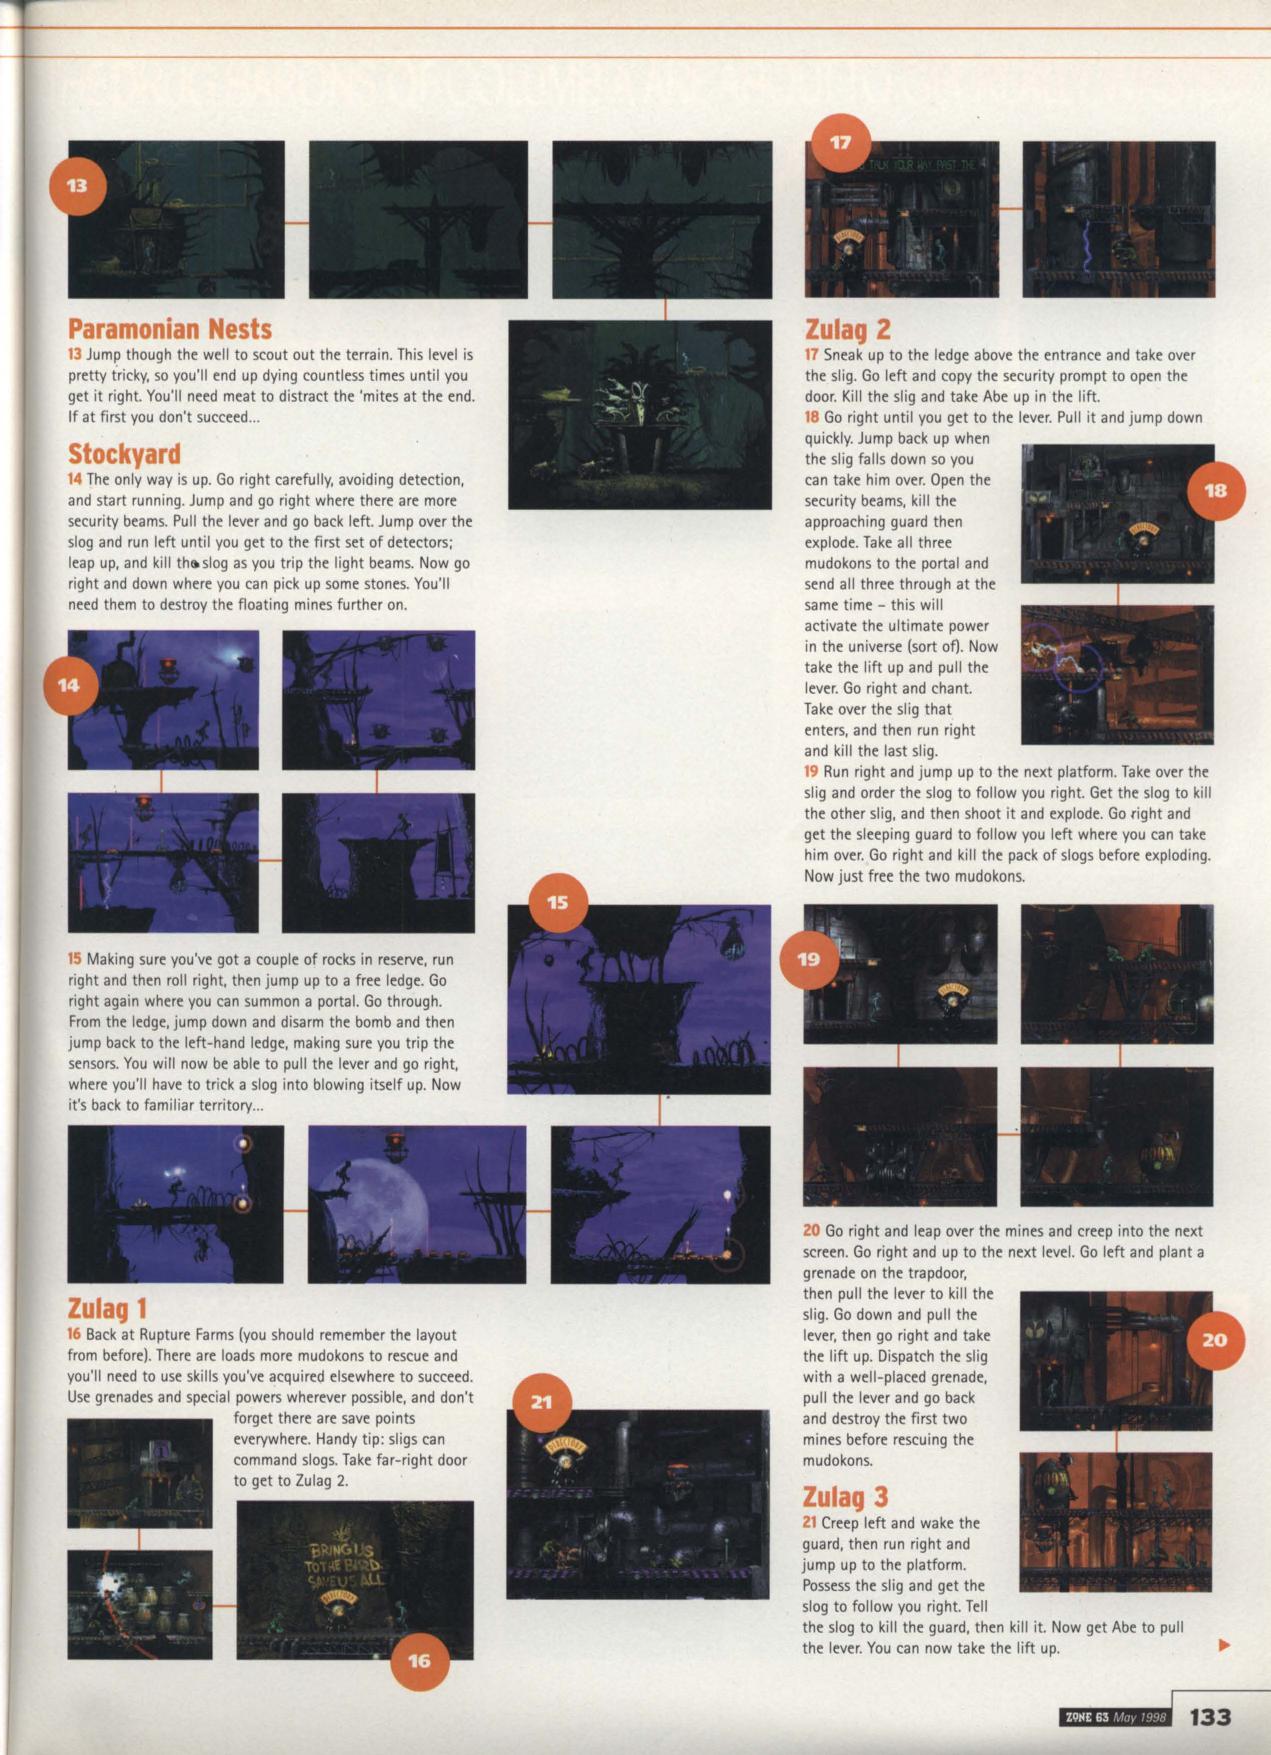 13
Paramonian Nests
13 Jump though the well to scout out the terrain. This level is
pretty tricky, so you'll end up dying countless times until you
get it right. You'll need meat to distract the 'mites at the end.
If at first you don't succeed...
Stockyard
14 The only way is up. Go right carefully, avoiding detection,
and start running. Jump and go right where there are more
security beams. Pull the lever and go back left. Jump over the
slog and run left until you get to the first set of detectors;
leap up, and kill the slog as you trip the light beams. Now go
right and down where you can pick up some stones. You'll
need them to destroy the floating mines further on.
14
15 Making sure you've got a couple of rocks in reserve, run
right and then roll right, then jump up to a free ledge. Go
right again where you can summon a portal. Go through.
From the ledge, jump down and disarm the bomb and then
jump back to the left-hand ledge, making sure you trip the
sensors. You will now be able to pull the lever and go right,
where you'll have to trick a slog into blowing itself up. Now
it's back to familiar territory...
15
Zulag 1
16 Back at Rupture Farms (you should remember the layout
from before). There are loads more mudokons to rescue and
you'll need to use skills you've acquired elsewhere to succeed.
Use grenades and special powers wherever possible, and don't
forget there are save points
everywhere. Handy tip: sligs can
command slogs. Take far-right door
to get to Zulag 2.
1
BRING US
TO THE BIRD
SAVE US ALL
DIRECTORY
16
21
DIRECTORY
17
TALK YOUR WAY PAST THE
DIRECTORY
Zulag 2
17 Sneak up to the ledge above the entrance and take over
the slig. Go left and copy the security prompt to open the
door. Kill the slig and take Abe up in the lift.
18 Go right until you get to the lever. Pull it and jump down
quickly. Jump back up when
the slig falls down so you
can take him over. Open the
security beams, kill the
approaching guard then
explode. Take all three
mudokons to the portal and
send all three through at the
same time – this will
activate the ultimate power
in the universe (sort of). Now
take the lift up and pull the
lever. Go right and chant.
Take over the slig that
enters, and then run right
and kill the last slig.
18
DIRECTORY
19 Run right and jump up to the next platform. Take over the
slig and order the slog to follow you right. Get the slog to kill
the other slig, and then shoot it and explode. Go right and
get the sleeping guard to follow you left where you can take
him over. Go right and kill the pack of slogs before exploding.
Now just free the two mudokons.
19
DIRECTORY
BOOM
20 Go right and leap over the mines and creep into the next
screen. Go right and up to the next level. Go left and plant a
grenade on the trapdoor,
then pull the lever to kill the
slig. Go down and pull the
lever, then go right and take
the lift up. Dispatch the slig
with a well-placed grenade,
pull the lever and go back
and destroy the first two
mines before rescuing the
mudokons.
20
Zulag 3
21 Creep left and wake the
guard, then run right and
jump up to the platform.
Possess the slig and get the
slog to follow you right. Tell
the slog to kill the guard, then kill it. Now get Abe to pull
the lever. You can now take the lift up.
ZONE 63 May 1998 133